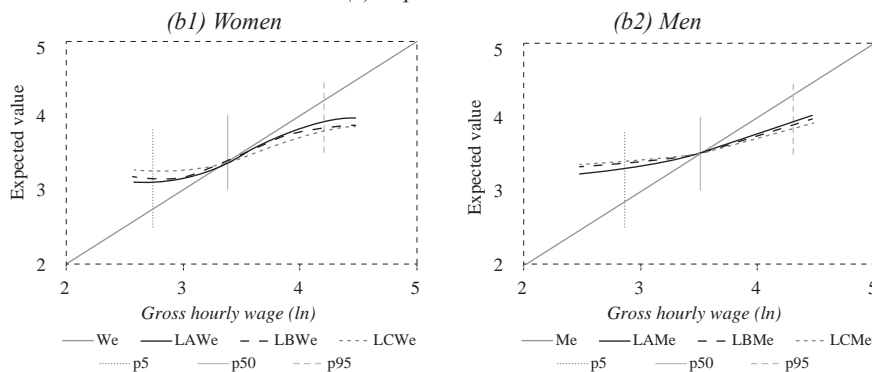 (b1) Women
(b2) Men
5
4
3
2
Expected value
2
3
4
5
Gross hourly wage (ln)
We
LAWe
LBWe
LCWe
p5
p50
p95
5
4
3
2
Expected value
2
3
4
5
Gross hourly wage (ln)
Me
LAMe
LBMe
LCMe
p5
p50
p95